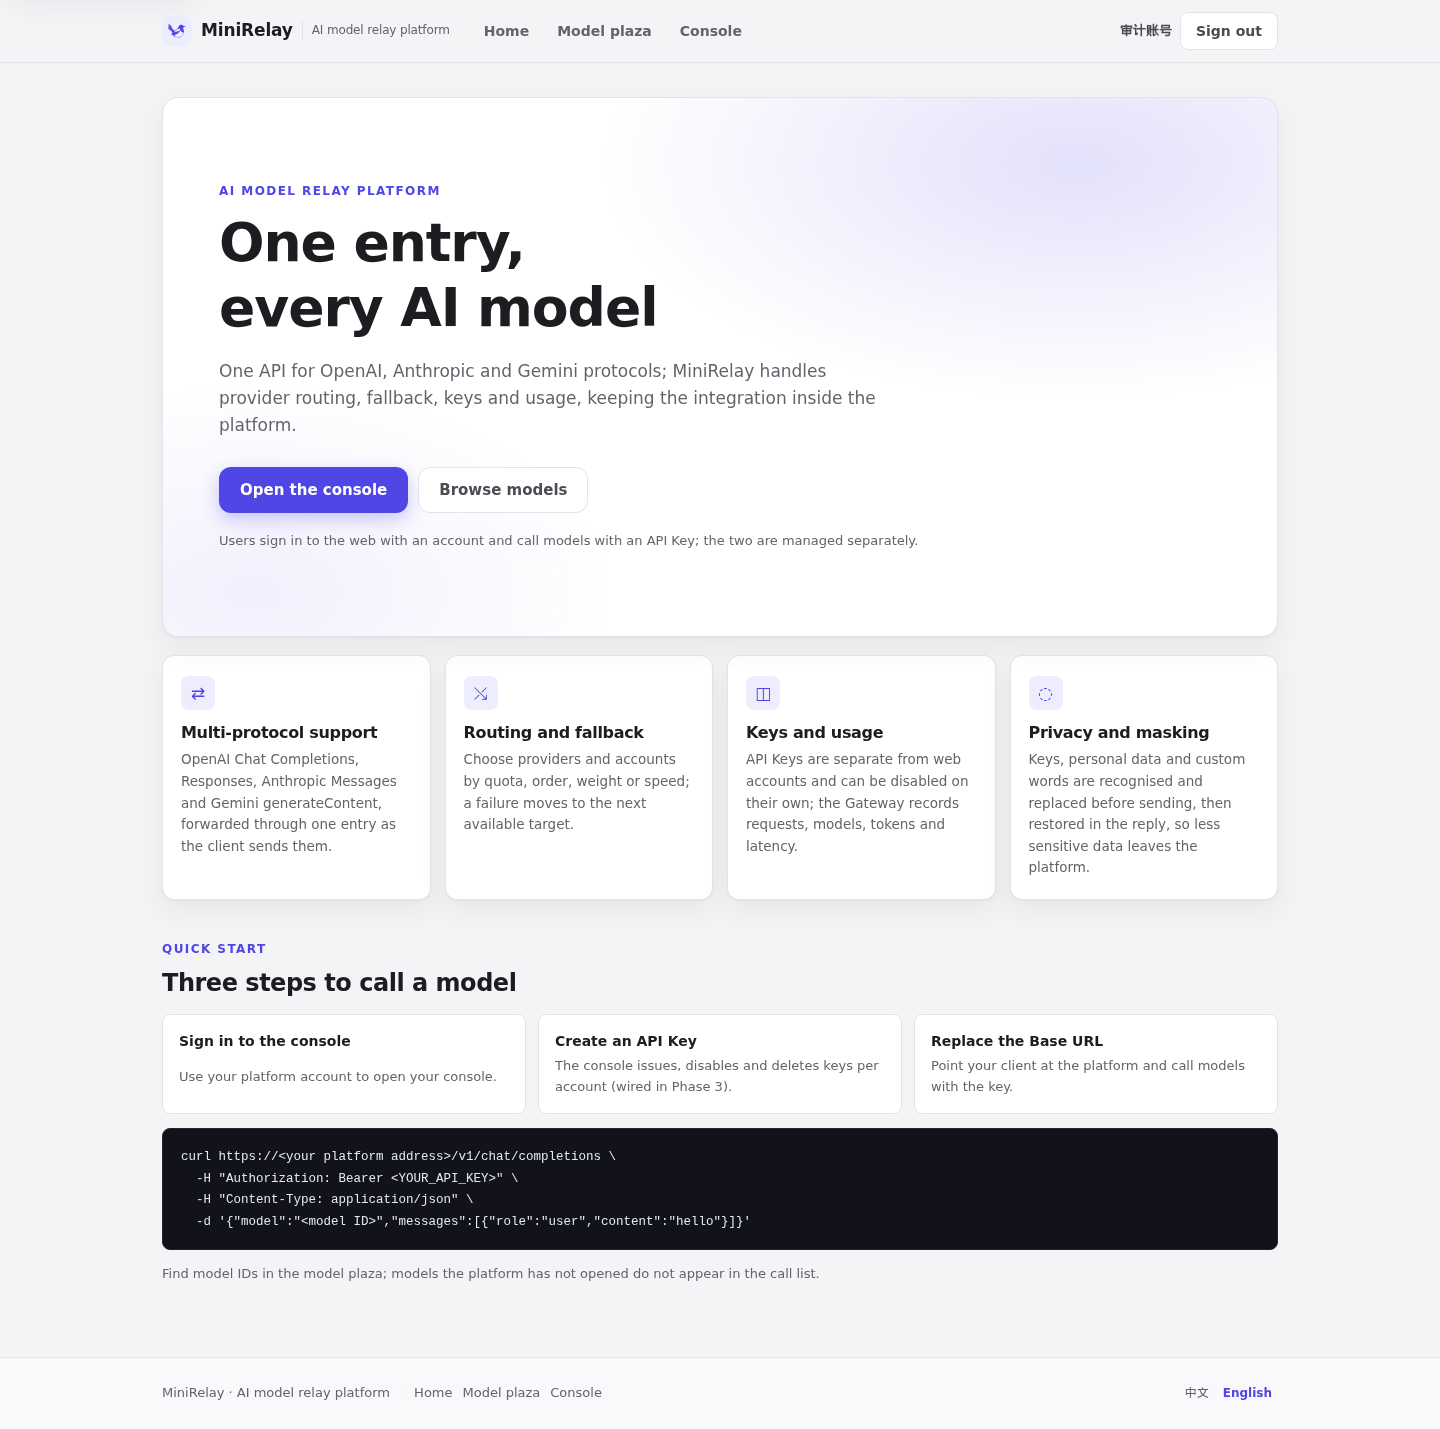 MiniRelay
AI model relay platform
Home
Model plaza
Console
审计账号
Sign out
AI MODEL RELAY PLATFORM
One entry,
every AI model
One API for OpenAI, Anthropic and Gemini protocols; MiniRelay handles
provider routing, fallback, keys and usage, keeping the integration inside the
platform.
Open the console
Browse models
Users sign in to the web with an account and call models with an API Key; the two are managed separately.
Multi-protocol support
OpenAI Chat Completions,
Responses, Anthropic Messages
and Gemini generateContent,
forwarded through one entry as
the client sends them.
Routing and fallback
Choose providers and accounts
by quota, order, weight or speed;
a failure moves to the next
available target.
Keys and usage
API Keys are separate from web
accounts and can be disabled on
their own; the Gateway records
requests, models, tokens and
latency.
Privacy and masking
Keys, personal data and custom
words are recognised and
replaced before sending, then
restored in the reply, so less
sensitive data leaves the
platform.
QUICK START
Three steps to call a model
Sign in to the console
Use your platform account to open your console.
Create an API Key
The console issues, disables and deletes keys per
account (wired in Phase 3).
Replace the Base URL
Point your client at the platform and call models
with the key.
curl https://<your platform address>/v1/chat/completions \
-H "Authorization: Bearer <YOUR_API_KEY>" \
-H "Content-Type: application/json" \
-d '{"model":"<model ID>","messages":[{"role":"user","content":"hello"}]}'
Find model IDs in the model plaza; models the platform has not opened do not appear in the call list.
MiniRelay · AI model relay platform
Home
Model plaza
Console
中文
English